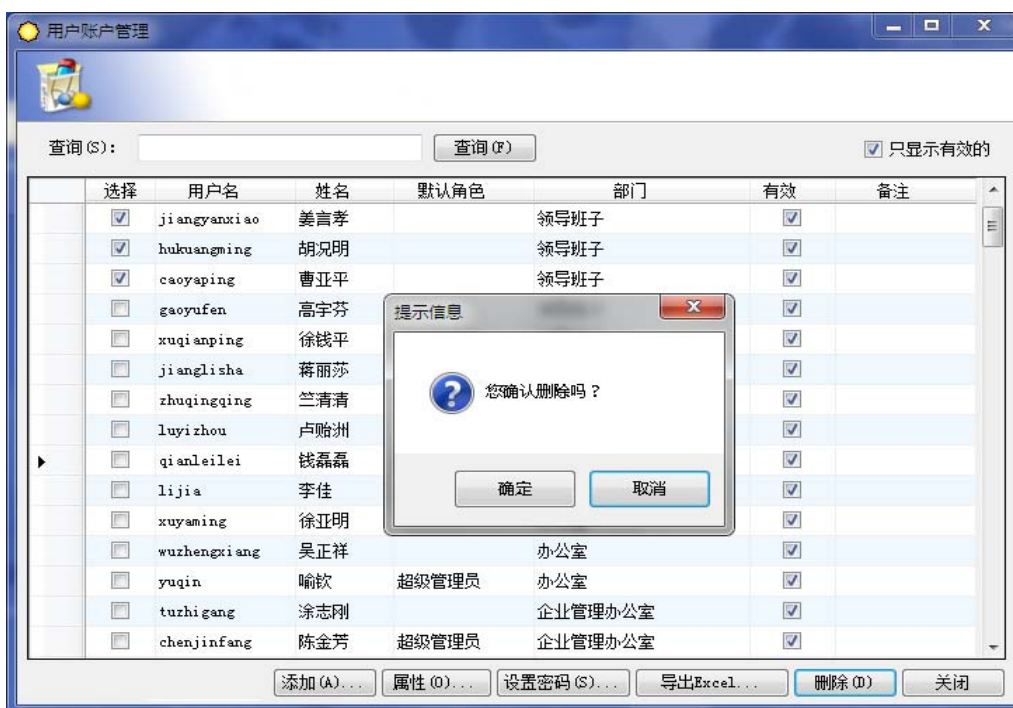 用户账户管理
查询(S): 查询(F) 只显示有效的
选择 用户名 姓名 默认角色 部门 有效 备注
jiangyanxiao 姜言孝 领导班子
hukuangming 胡况明 领导班子
caoyaping 曹亚平 领导班子
gaoyufen 高宇芬
提示信息
xuqianping 徐钱平
jianglisha 蒋丽莎
zhuqingqing 竺清清
您确认删除吗?
luyizhou 卢贻洲
qianleilei 钱磊磊
lijia 李佳
确定 取消
xuyaming 徐亚明
wuzhengxiang 吴正祥 办公室
yuqin 喻钦 超级管理员 办公室
tuzhigang 涂志刚 企业管理办公室
chenjinfang 陈金芳 超级管理员 企业管理办公室
添加(A)... 属性(O)... 设置密码(S)... 导出Excel... 删除(D) 关闭